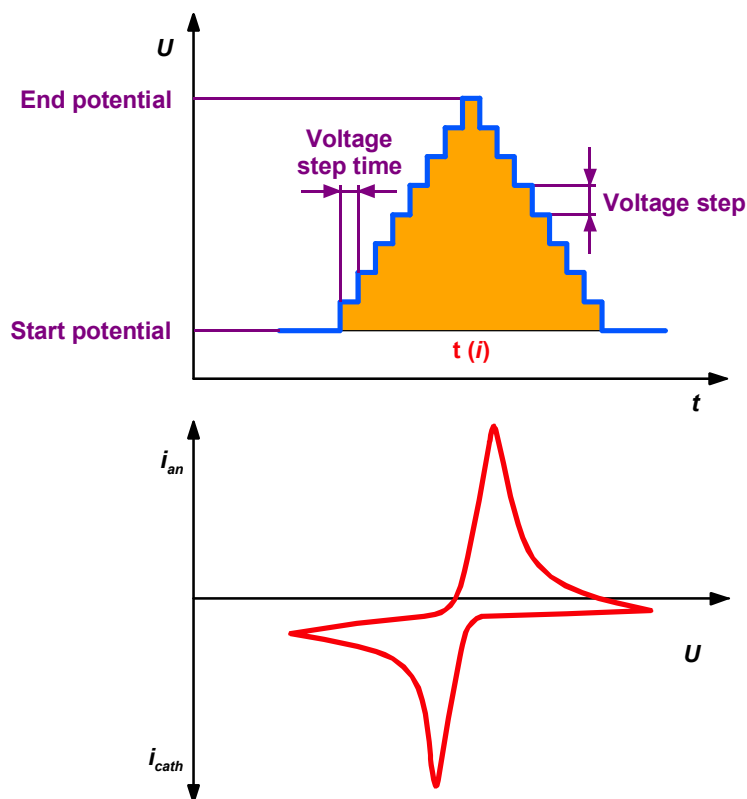 U
End potential
Voltage
step time
Voltage step
Start potential
t (i)
t
i_an
U
i_cath